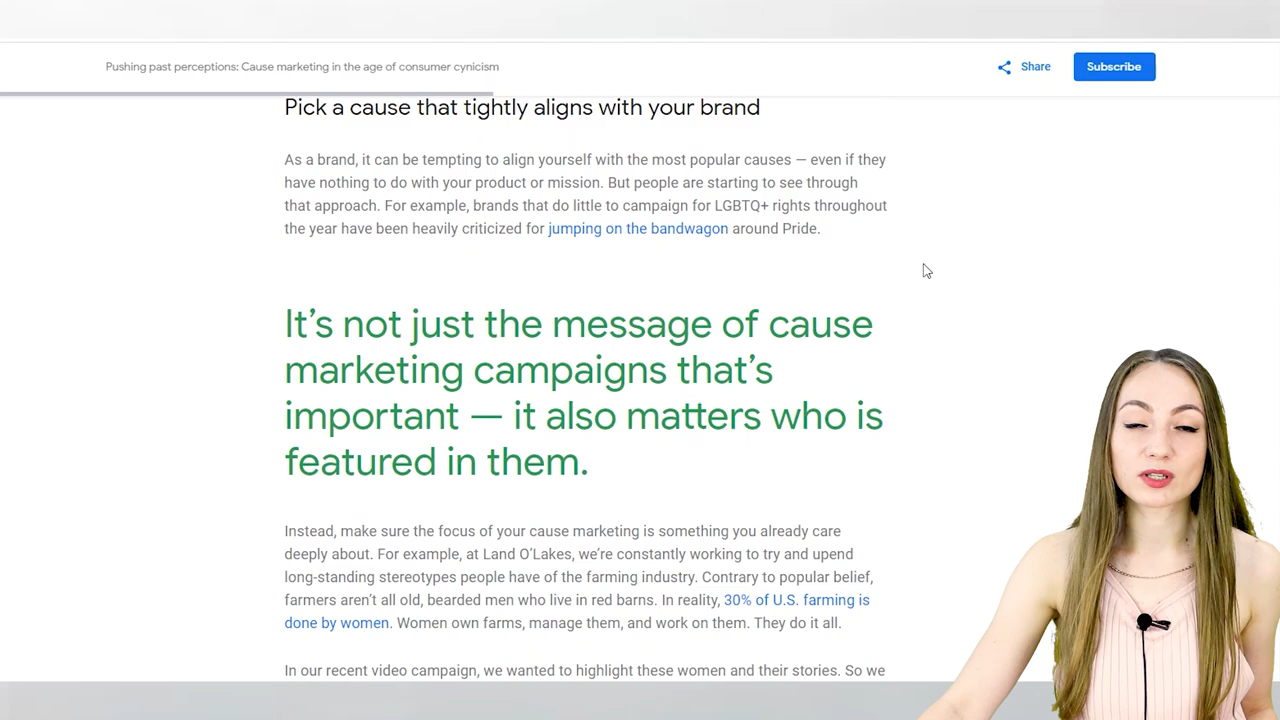 Pushing past perceptions: Cause marketing in the age of consumer cynicism
Share
Subscribe
Pick a cause that tightly aligns with your brand
As a brand, it can be tempting to align yourself with the most popular causes — even if they
have nothing to do with your product or mission. But people are starting to see through
that approach. For example, brands that do little to campaign for LGBTQ+ rights throughout
the year have been heavily criticized for jumping on the bandwagon around Pride.
It’s not just the message of cause
marketing campaigns that’s
important — it also matters who is
featured in them.
Instead, make sure the focus of your cause marketing is something you already care
deeply about. For example, at Land O’Lakes, we’re constantly working to try and upend
long-standing stereotypes people have of the farming industry. Contrary to popular belief,
farmers aren’t all old, bearded men who live in red barns. In reality, 30% of U.S. farming is
done by women. Women own farms, manage them, and work on them. They do it all.
In our recent video campaign, we wanted to highlight these women and their stories. So we